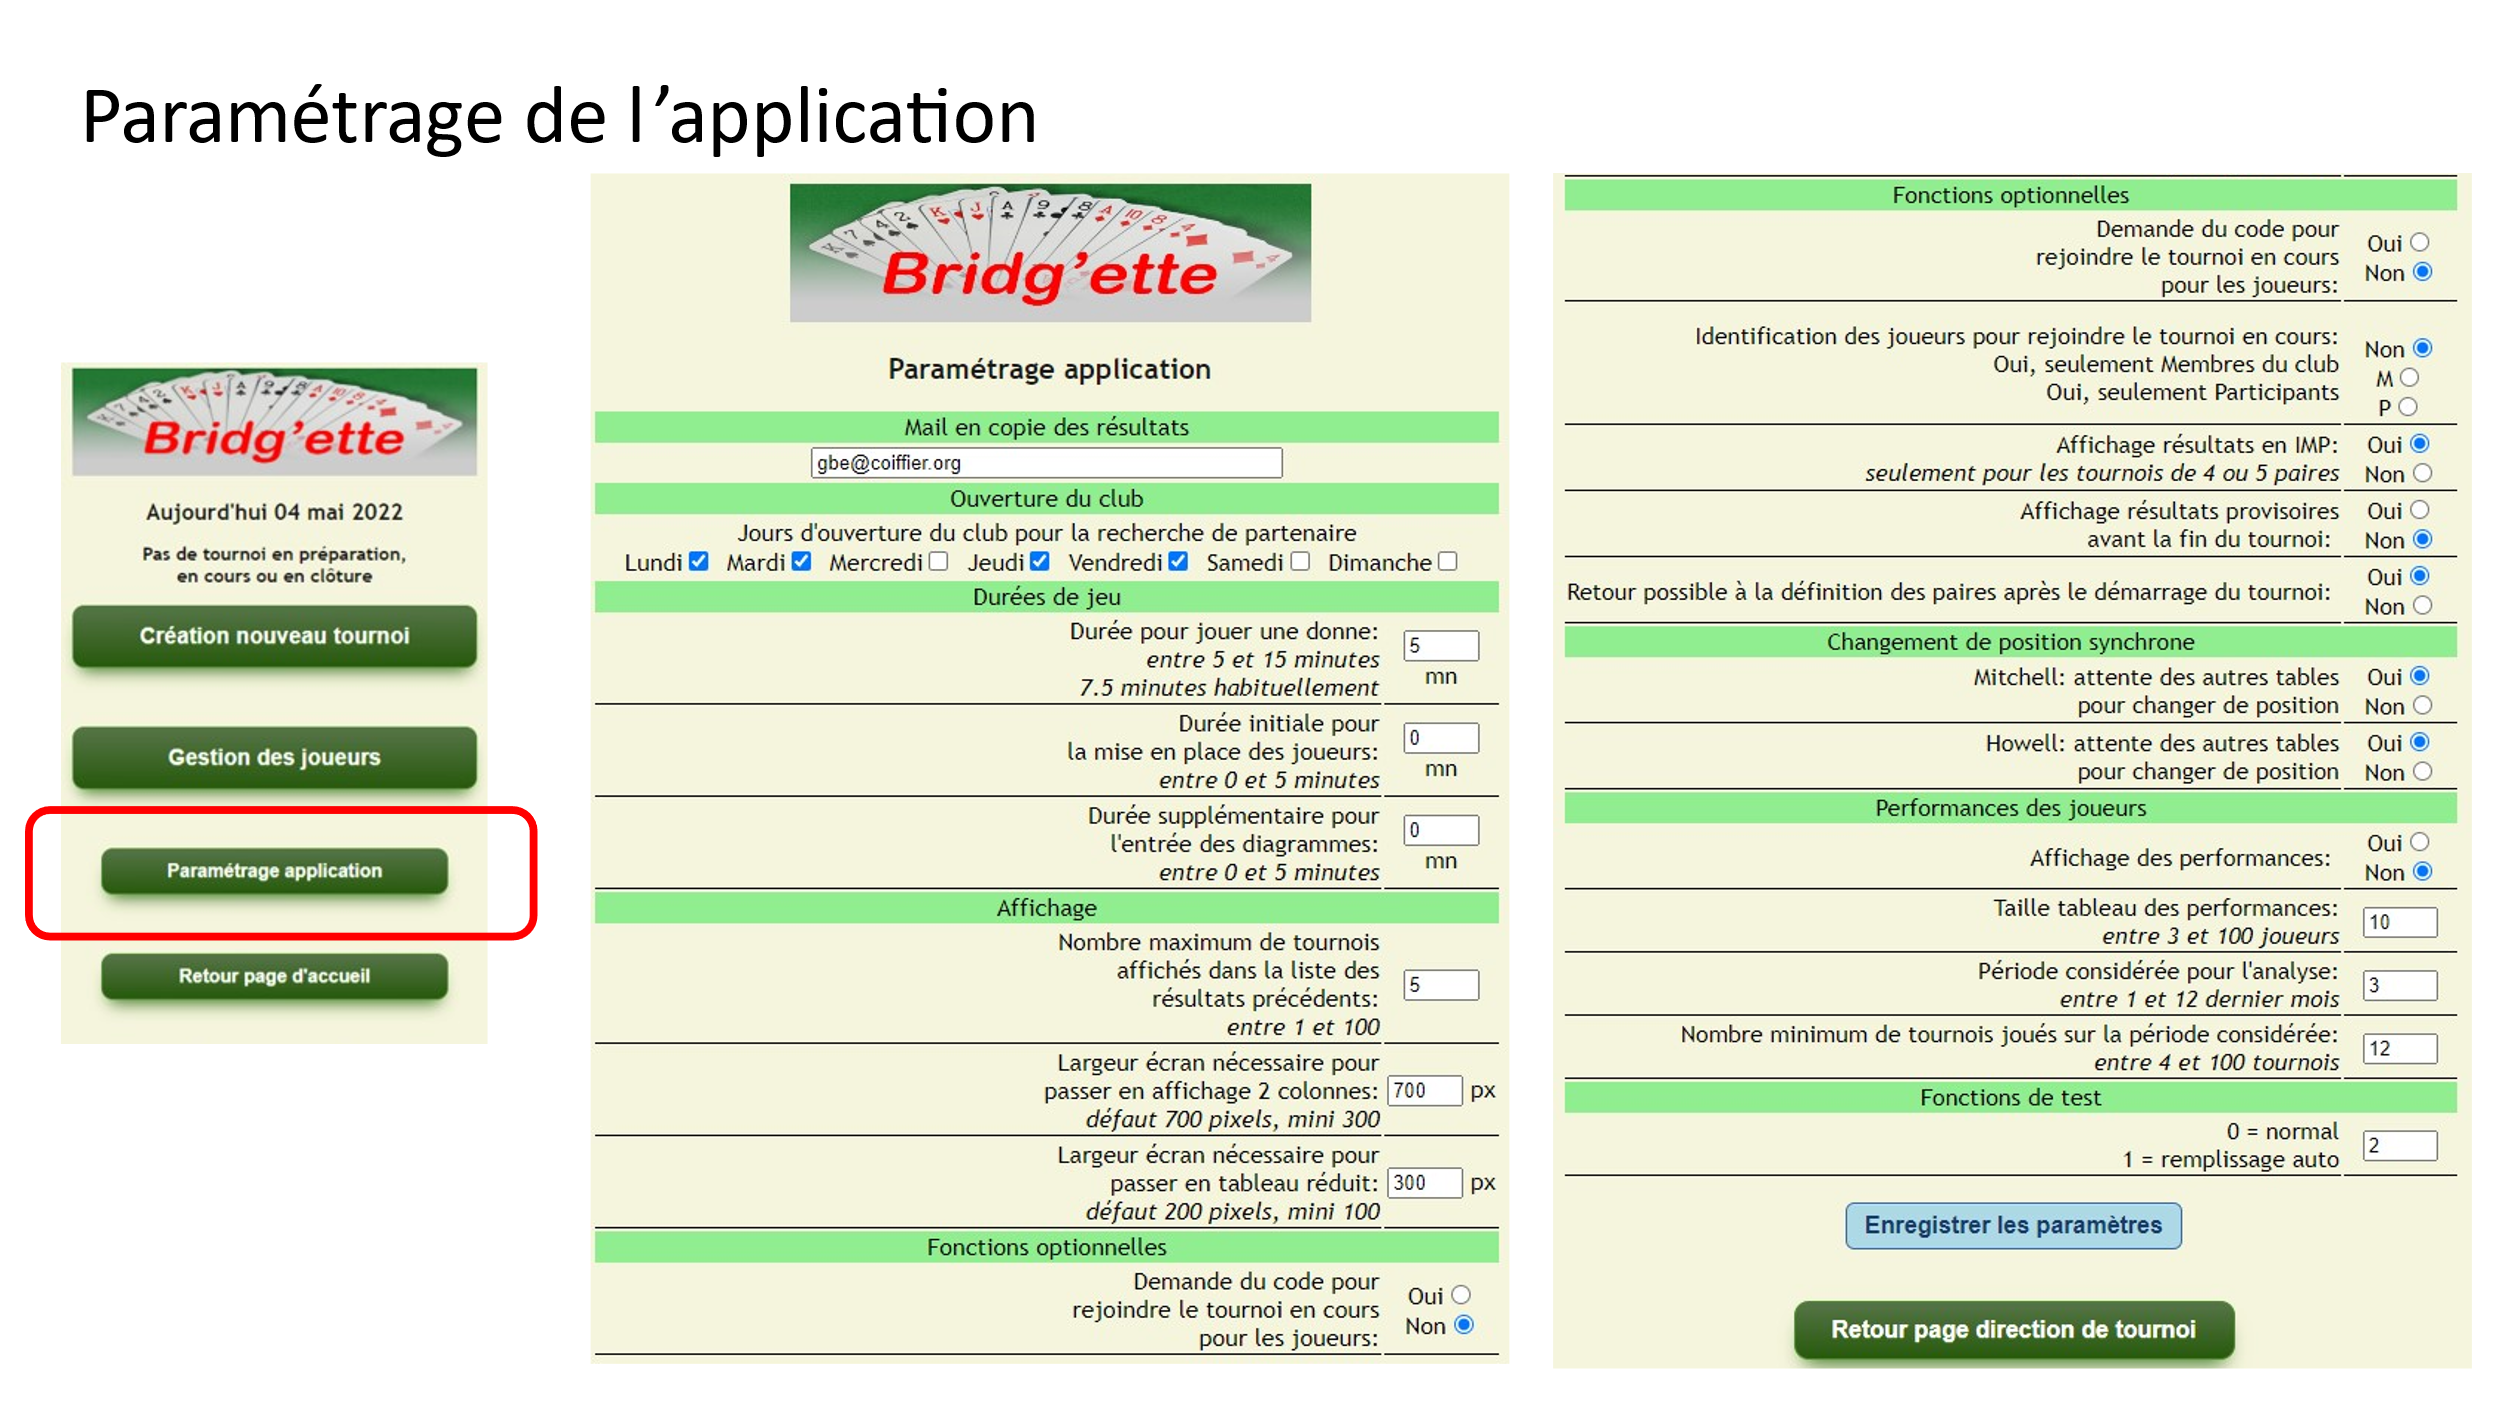 Paramétrage de l’application
Bridg’ette
Aujourd'hui 04 mai 2022
Pas de tournoi en préparation,
en cours ou en clôture
Création nouveau tournoi
Gestion des joueurs
Paramétrage application
Retour page d'accueil
Bridg’ette
Paramétrage application
Mail en copie des résultats
gbe@coiffier.org
Ouverture du club
Jours d'ouverture du club pour la recherche de partenaire
Lundi Mardi Mercredi Jeudi Vendredi Samedi Dimanche
Durées de jeu
Durée pour jouer une donne:
entre 5 et 15 minutes
7.5 minutes habituellement
5
mn
Durée initiale pour
la mise en place des joueurs:
entre 0 et 5 minutes
0
mn
Durée supplémentaire pour
l'entrée des diagrammes:
entre 0 et 5 minutes
0
mn
Affichage
Nombre maximum de tournois
affichés dans la liste des
résultats précédents:
entre 1 et 100
5
Largeur écran nécessaire pour
passer en affichage 2 colonnes:
défaut 700 pixels, mini 300
700 px
Largeur écran nécessaire pour
passer en tableau réduit:
défaut 200 pixels, mini 100
300 px
Fonctions optionnelles
Demande du code pour
rejoindre le tournoi en cours
pour les joueurs:
Oui
Non
Fonctions optionnelles
Demande du code pour
rejoindre le tournoi en cours
pour les joueurs:
Oui
Non
Identification des joueurs pour rejoindre le tournoi en cours:
Oui, seulement Membres du club
Oui, seulement Participants
Non
M
P
Affichage résultats en IMP:
seulement pour les tournois de 4 ou 5 paires
Oui
Non
Affichage résultats provisoires
avant la fin du tournoi:
Oui
Non
Retour possible à la définition des paires après le démarrage du tournoi:
Oui
Non
Changement de position synchrone
Mitchell: attente des autres tables
pour changer de position
Oui
Non
Howell: attente des autres tables
pour changer de position
Oui
Non
Performances des joueurs
Affichage des performances:
Oui
Non
Taille tableau des performances:
entre 3 et 100 joueurs
10
Période considérée pour l'analyse:
entre 1 et 12 dernier mois
3
Nombre minimum de tournois joués sur la période considérée:
entre 4 et 100 tournois
12
Fonctions de test
0 = normal
1 = remplissage auto
2
Enregistrer les paramètres
Retour page direction de tournoi